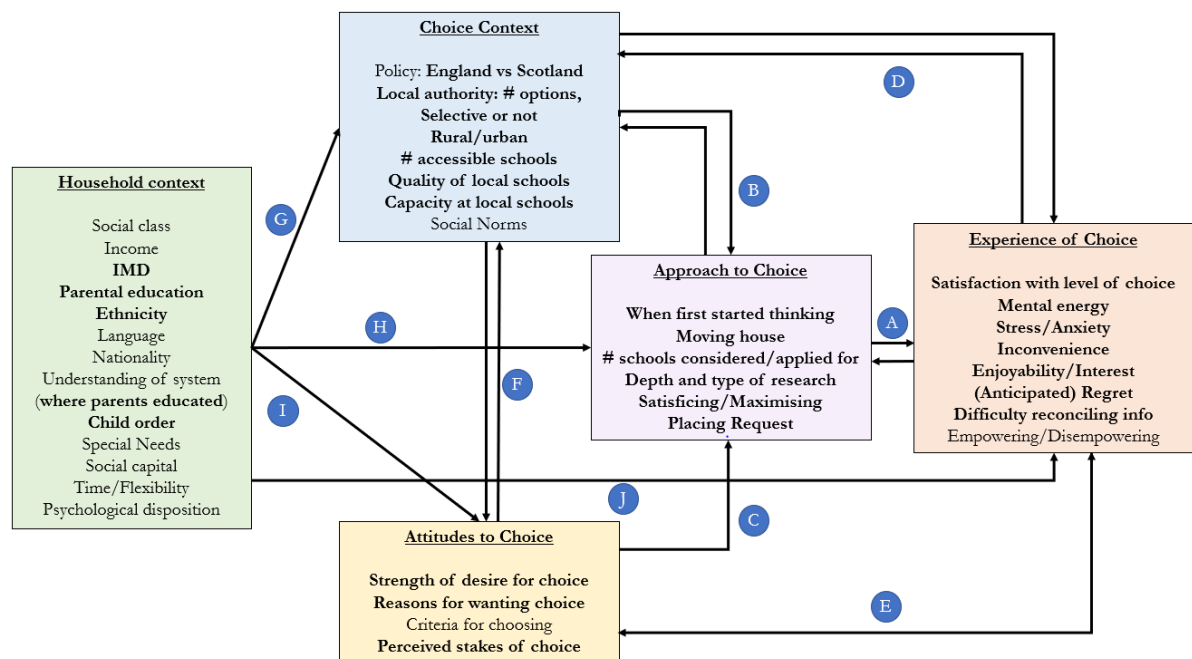 Choice Context
Policy: England vs Scotland
Local authority: # options,
Selective or not
Rural/urban
# accessible schools
Quality of local schools
Capacity at local schools
Social Norms
D
B
Household context
Social class
Income
IMD
Parental education
Ethnicity
Language
Nationality
Understanding of system
(where parents educated)
Child order
Special Needs
Social capital
Time/Flexibility
Psychological disposition
G
H
I
F
J
Approach to Choice
When first started thinking
Moving house
# schools considered/applied for
Depth and type of research
Satisficing/Maximising
Placing Request
A
C
Experience of Choice
Satisfaction with level of choice
Mental energy
Stress/Anxiety
Inconvenience
Enjoyability/Interest
(Anticipated) Regret
Difficulty reconciling info
Empowering/Disempowering
Attitudes to Choice
Strength of desire for choice
Reasons for wanting choice
Criteria for choosing
Perceived stakes of choice
E